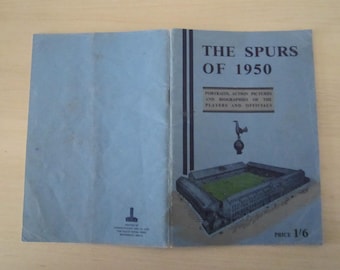 THE SPURS
OF 1950
PORTRAITS, ACTION PICTURES
AND BIOGRAPHIES OF THE
PLAYERS AND OFFICIALS
PRICE 1/6